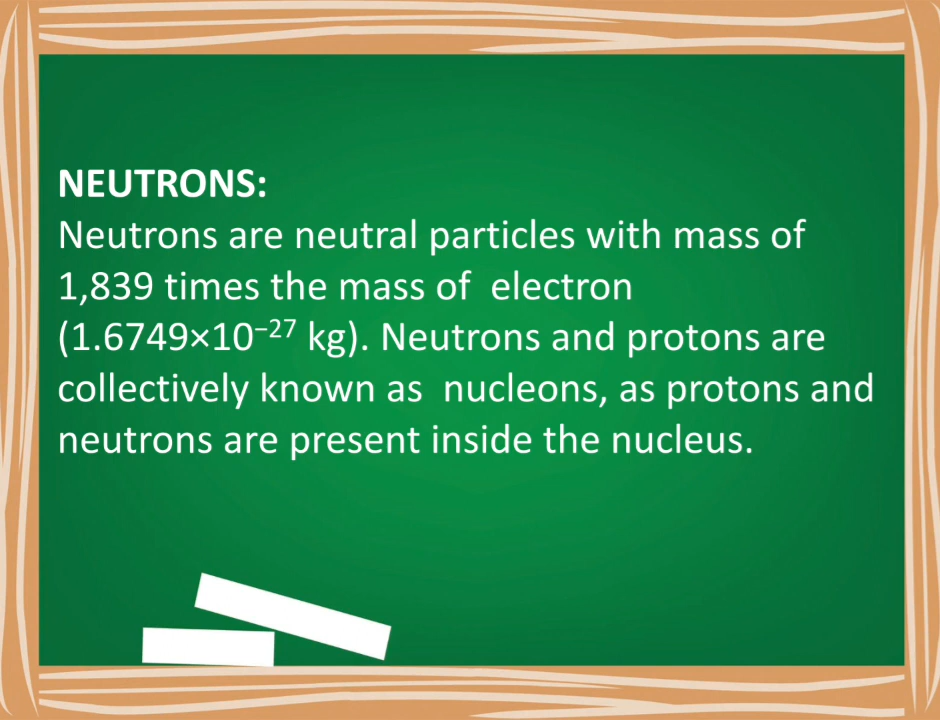 NEUTRONS:
Neutrons are neutral particles with mass of
1,839 times the mass of  electron
(1.6749×10⁻²⁷ kg). Neutrons and protons are
collectively known as  nucleons, as protons and
neutrons are present inside the nucleus.